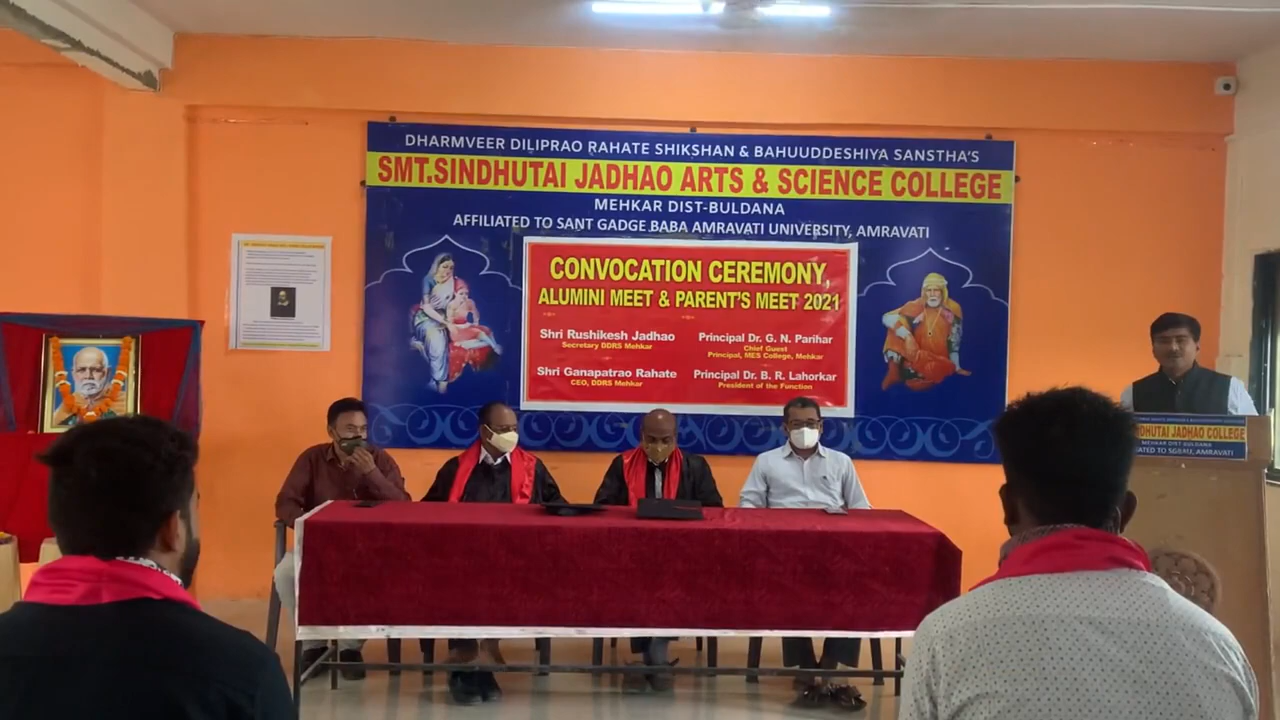 DHARMVEER DILIPRAO RAHATE SHIKSHAN & BAHUUDDESHIYA SANSTHA'S
SMT.SINDHUTAI JADHAO ARTS & SCIENCE COLLEGE
MEHKAR DIST-BULDANA
AFFILIATED TO SANT GADGE BABA AMRAVATI UNIVERSITY, AMRAVATI
CONVOCATION CEREMONY,
ALUMINI MEET & PARENT'S MEET 2021
Shri Rushikesh Jadhao
Secretary DDRS Mehkar
Principal Dr. G. N. Parihar
Chief Guest
Principal, MES College, Mehkar
Shri Ganapatrao Rahate
CEO, DDRS Mehkar
Principal Dr. B. R. Lahorkar
President of the Function
DHUTAI JADHAO COLLEGE
MEHKAR DIST-BULDANA
TO SGBAU, AMRAVATI